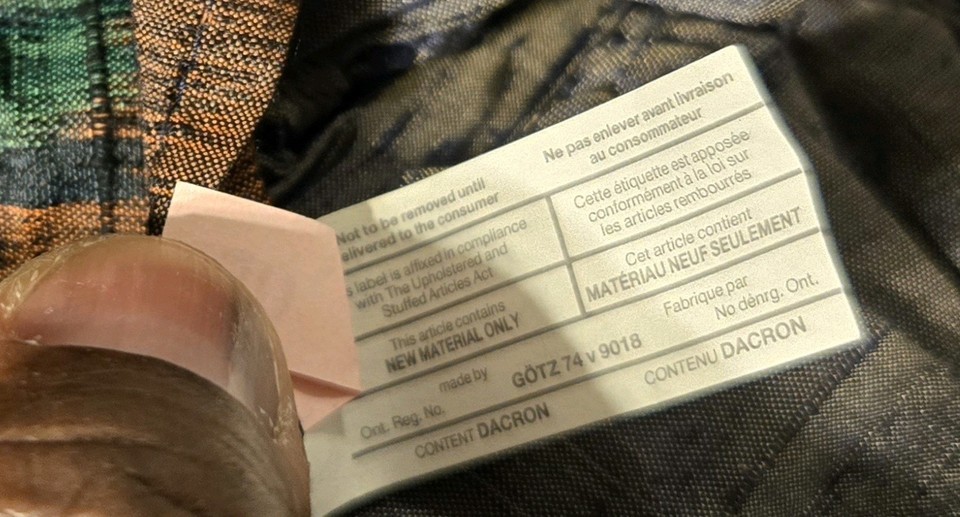 Not to be removed until
delivered to the consumer
Ne pas enlever avant livraison
au consommateur
label is affixed in compliance
with The Upholstered and
Stuffed Articles Act
Cette étiquette est apposée
conformément à la loi sur
les articles rembourrés
This article contains
NEW MATERIAL ONLY
Cet article contient
MATÉRIAU NEUF SEULEMENT
made by
Ont. Reg. No.
GÖTZ 74 v 9018
Fabrique par
No dénrg. Ont.
CONTENT DACRON
CONTENU DACRON